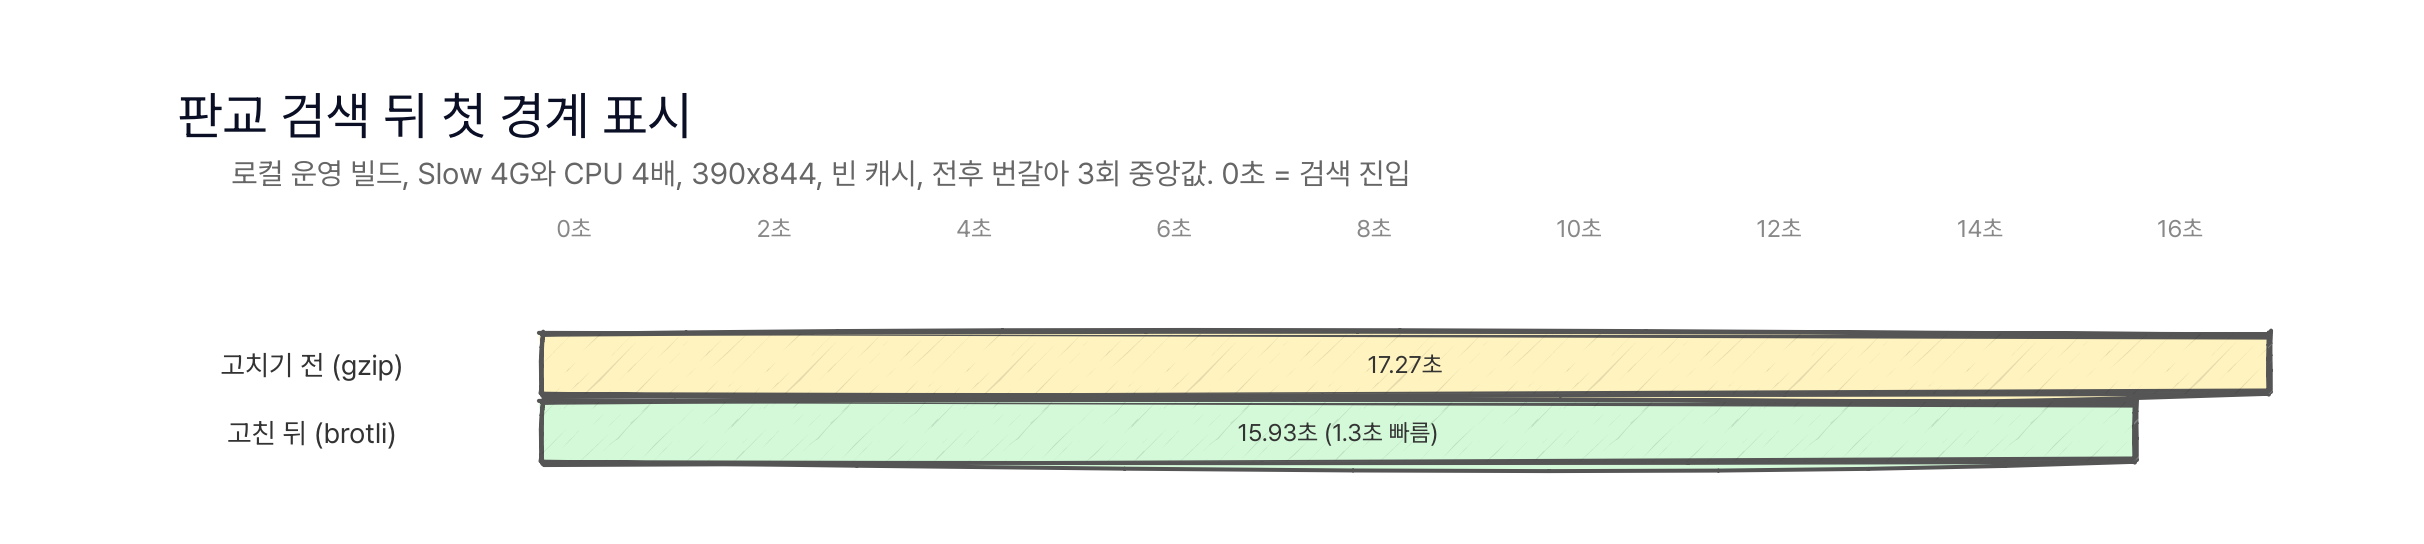 판교 검색 뒤 첫 경계 표시
로컬 운영 빌드, Slow 4G와 CPU 4배, 390x844, 빈 캐시, 전후 번갈아 3회 중앙값. 0초 = 검색 진입
0초 2초 4초 6초 8초 10초 12초 14초 16초
고치기 전 (gzip) 17.27초
고친 뒤 (brotli) 15.93초 (1.3초 빠름)